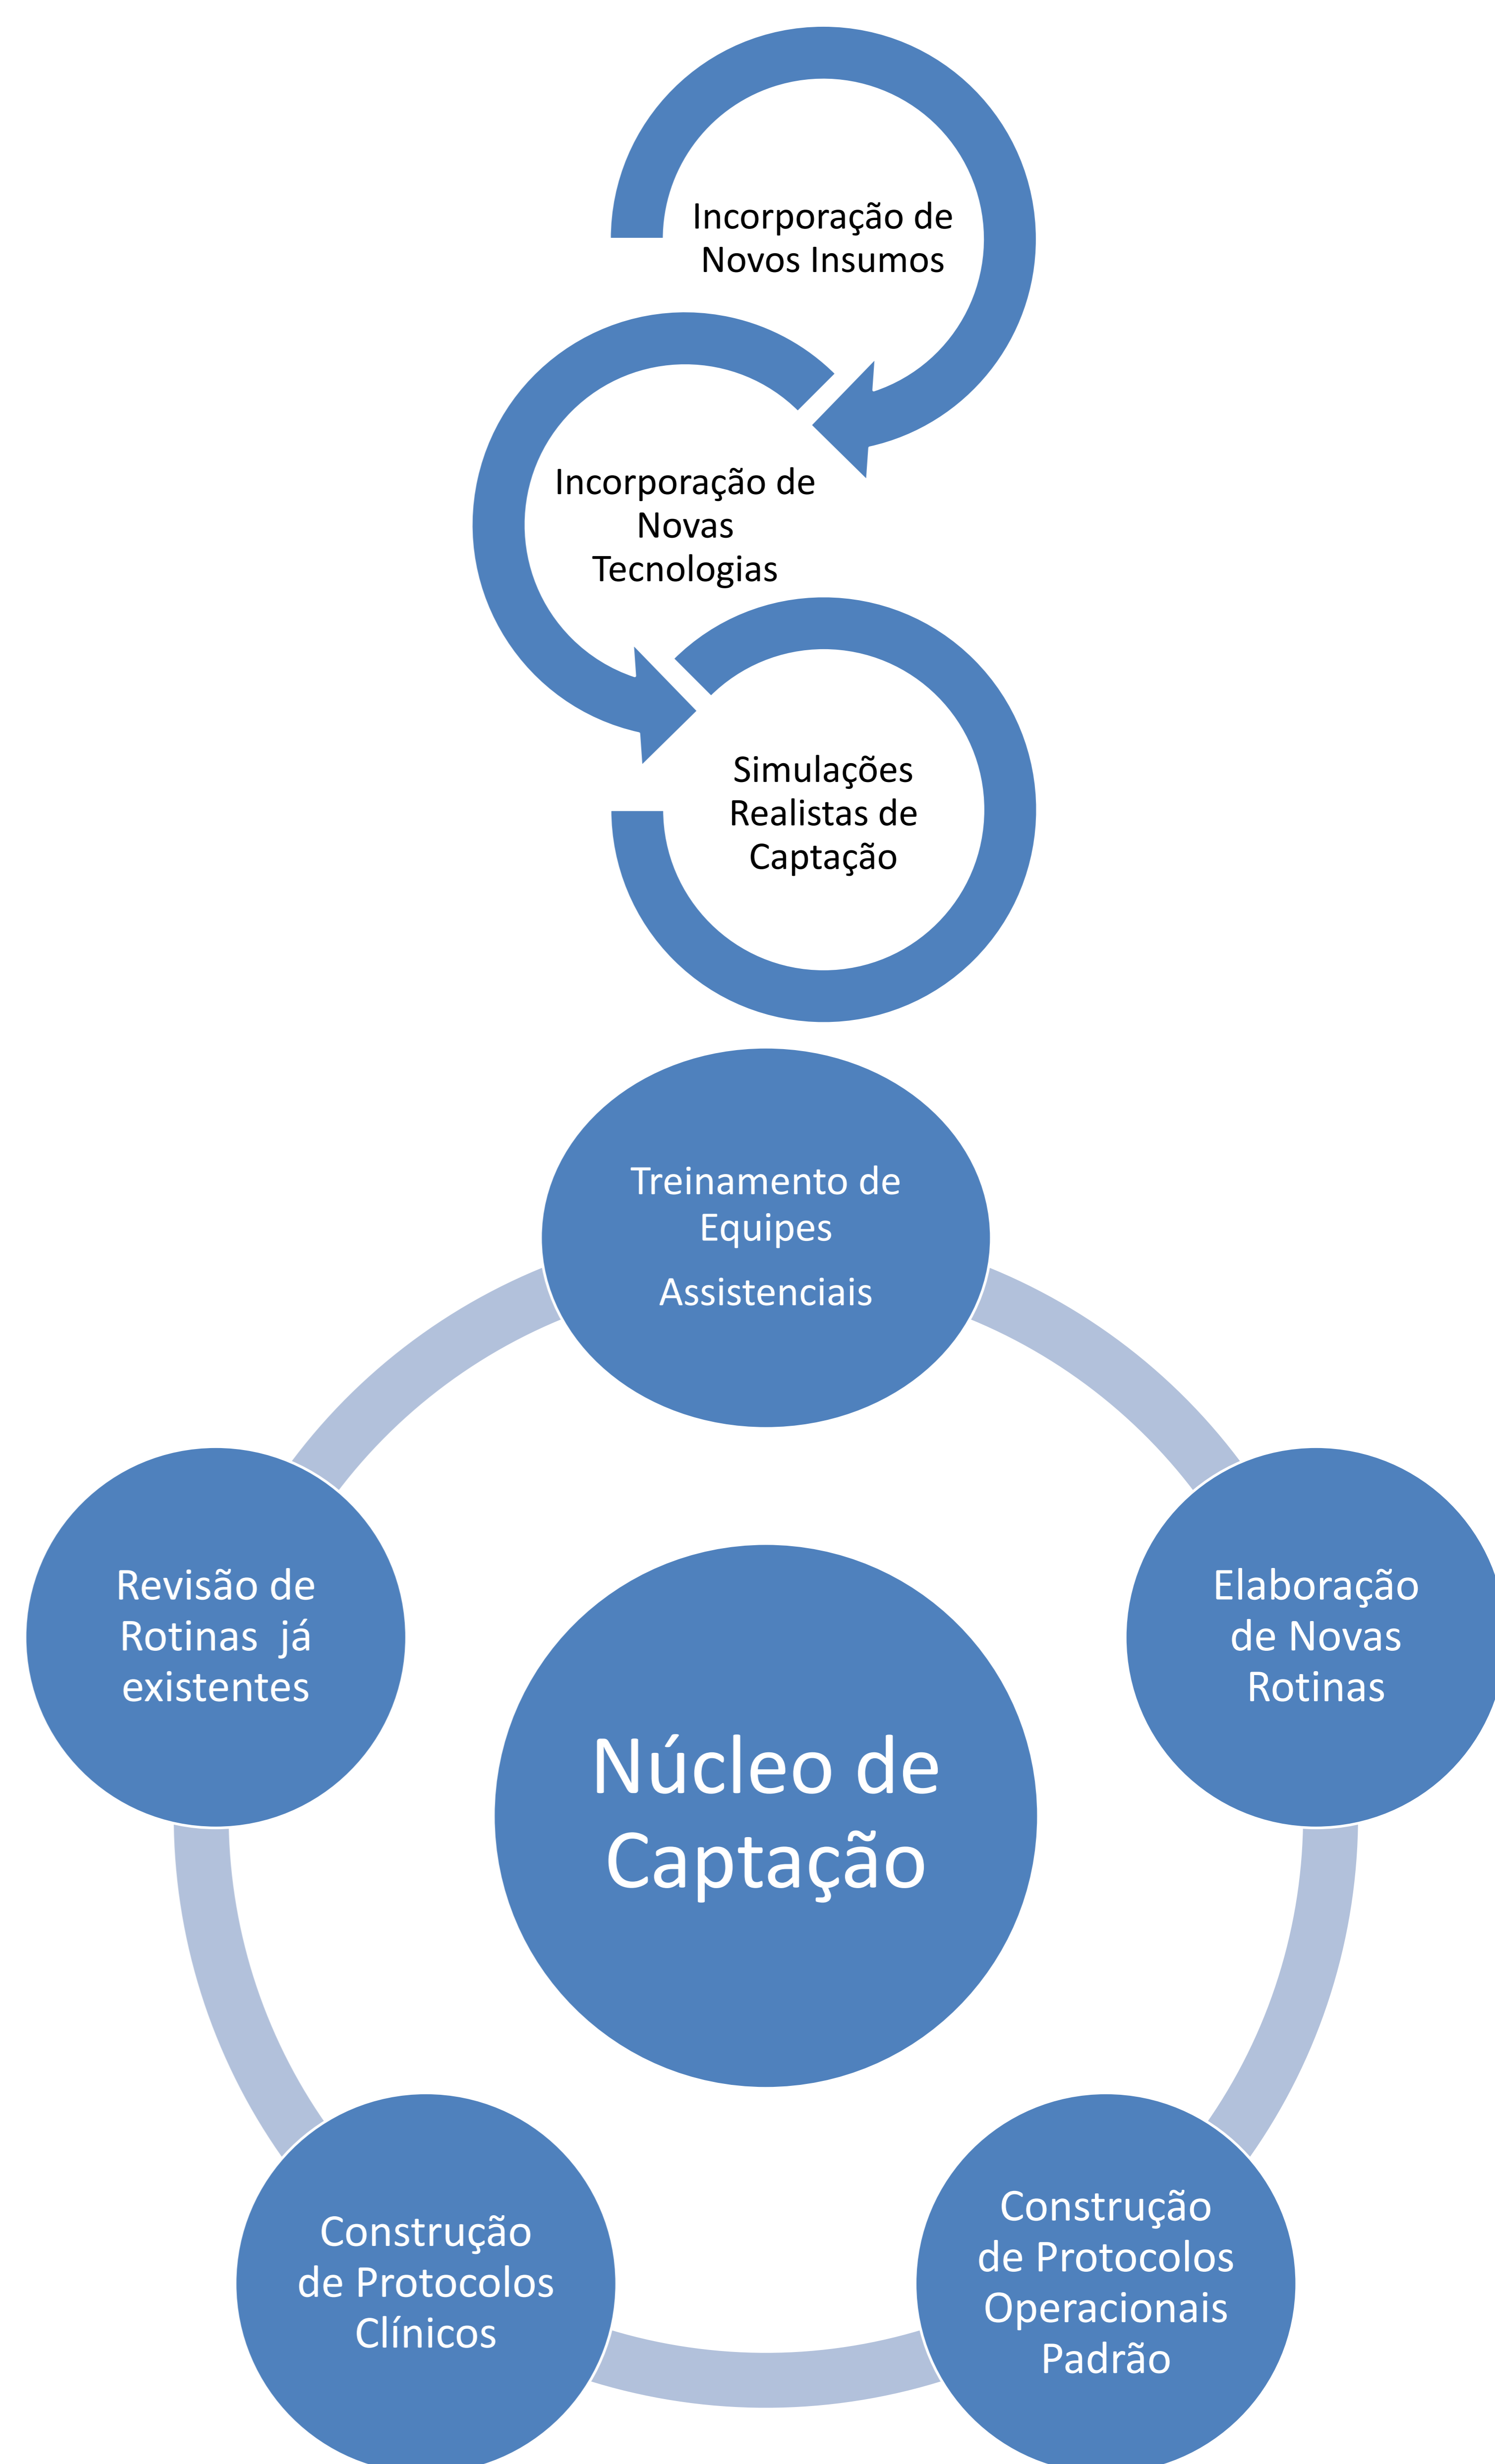 Incorporação de
Novos Insumos
Incorporação de
Novas
Tecnologias
Simulações
Realistas de
Captação
Treinamento de
Equipes
Assistenciais
Revisão de
Rotinas  já
existentes
Elaboração
de Novas
Rotinas
Núcleo de
Captação
Construção
de Protocolos
Clínicos
Construção
de Protocolos
Operacionais
Padrão